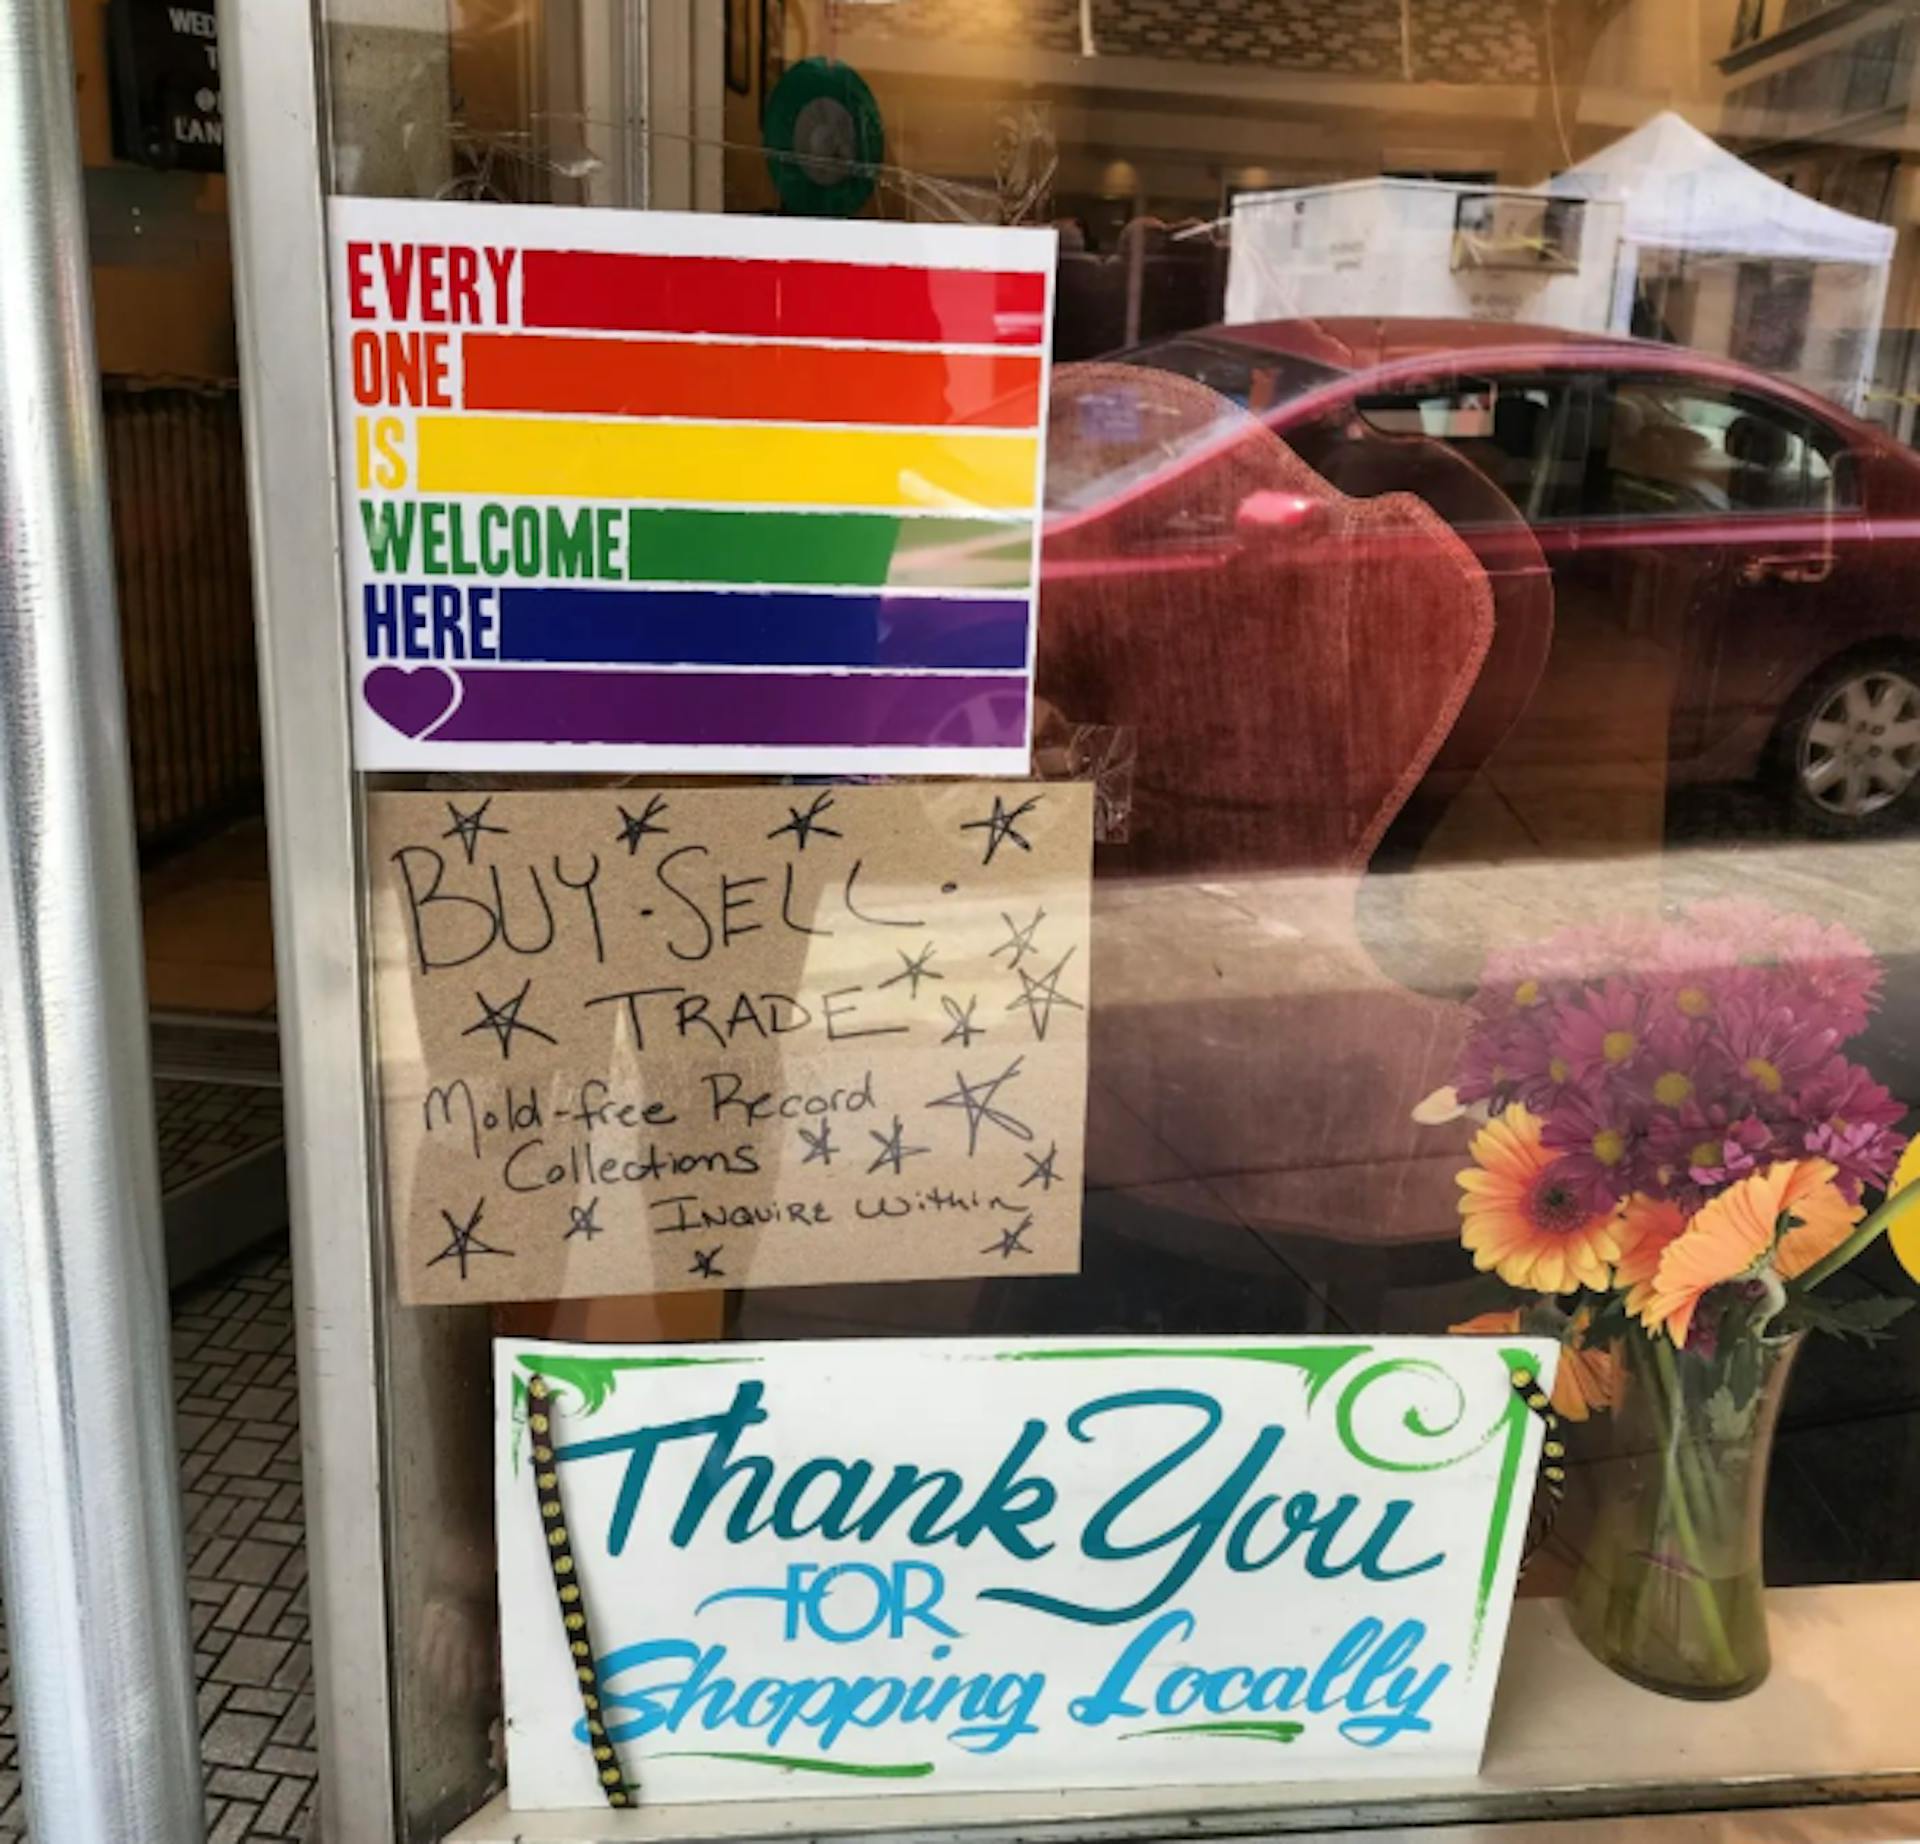 WED
EVERY
ONE
IS
WELCOME
HERE
BUY·SELL·
TRADE
Mold-free Record
Collections
INQUIRE Within
Thank You
FOR
Shopping Locally